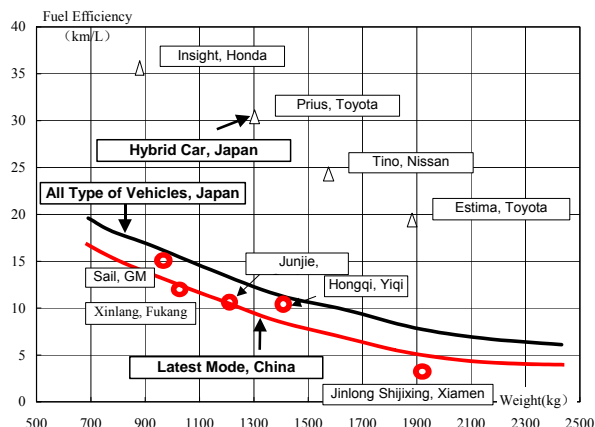 Fuel Efficiency
（km/L）
40
35
30
25
20
15
10
5
0
Insight, Honda
Prius, Toyota
Hybrid Car, Japan
Tino, Nissan
All Type of Vehicles, Japan
Estima, Toyota
Junjie,
Sail, GM
Hongqi, Yiqi
Xinlang, Fukang
Latest Mode, China
Jinlong Shijixing, Xiamen
Weight(kg)
500 700 900 1100 1300 1500 1700 1900 2100 2300 2500